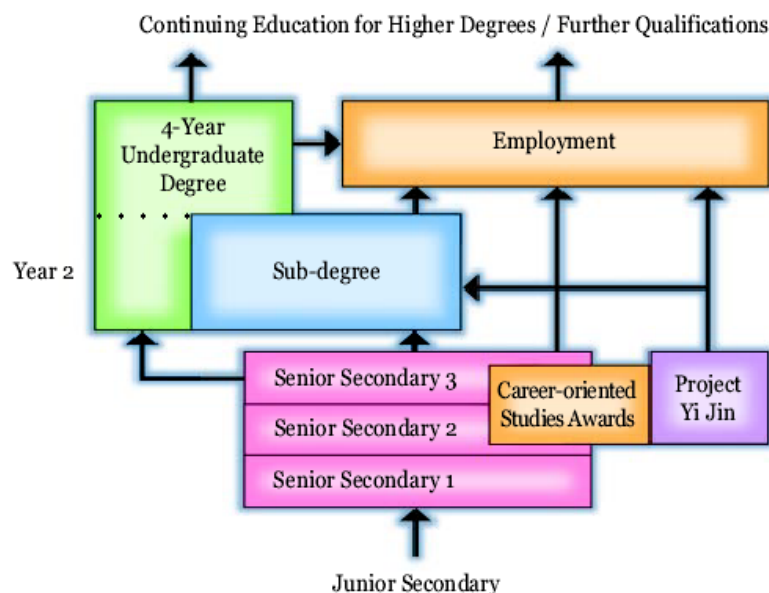 Continuing Education for Higher Degrees / Further Qualifications
4-Year
Undergraduate
Degree
Employment
Year 2
Sub-degree
Senior Secondary 3
Career-oriented
Studies Awards
Project
Yi Jin
Senior Secondary 2
Senior Secondary 1
Junior Secondary